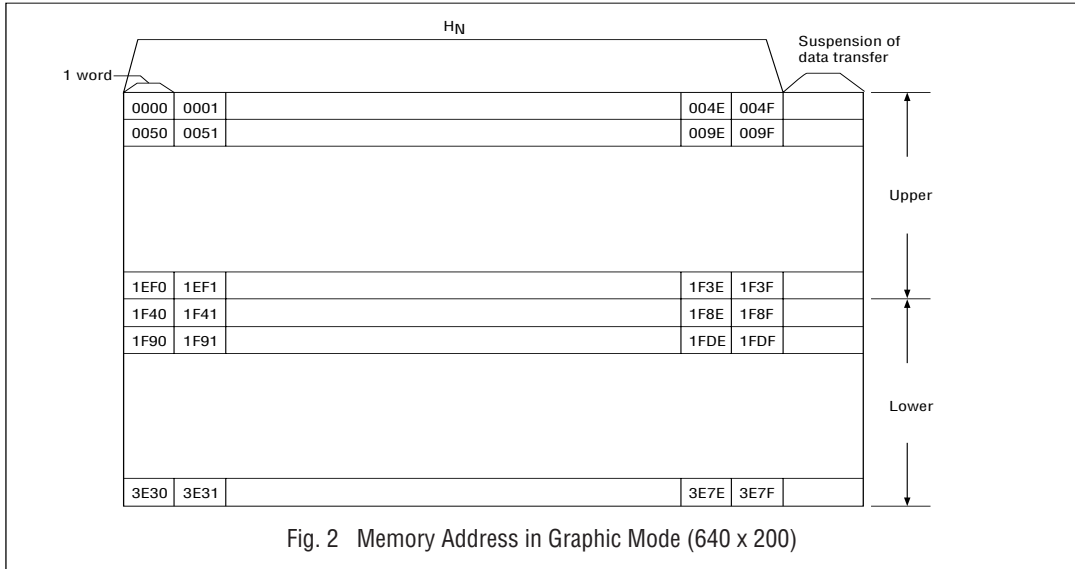 HN
Suspension of
data transfer
1 word
0000 0001 004E 004F
0050 0051 009E 009F
Upper
1EF0 1EF1 1F3E 1F3F
1F40 1F41 1F8E 1F8F
1F90 1F91 1FDE 1FDF
Lower
3E30 3E31 3E7E 3E7F
Fig. 2 Memory Address in Graphic Mode (640 x 200)